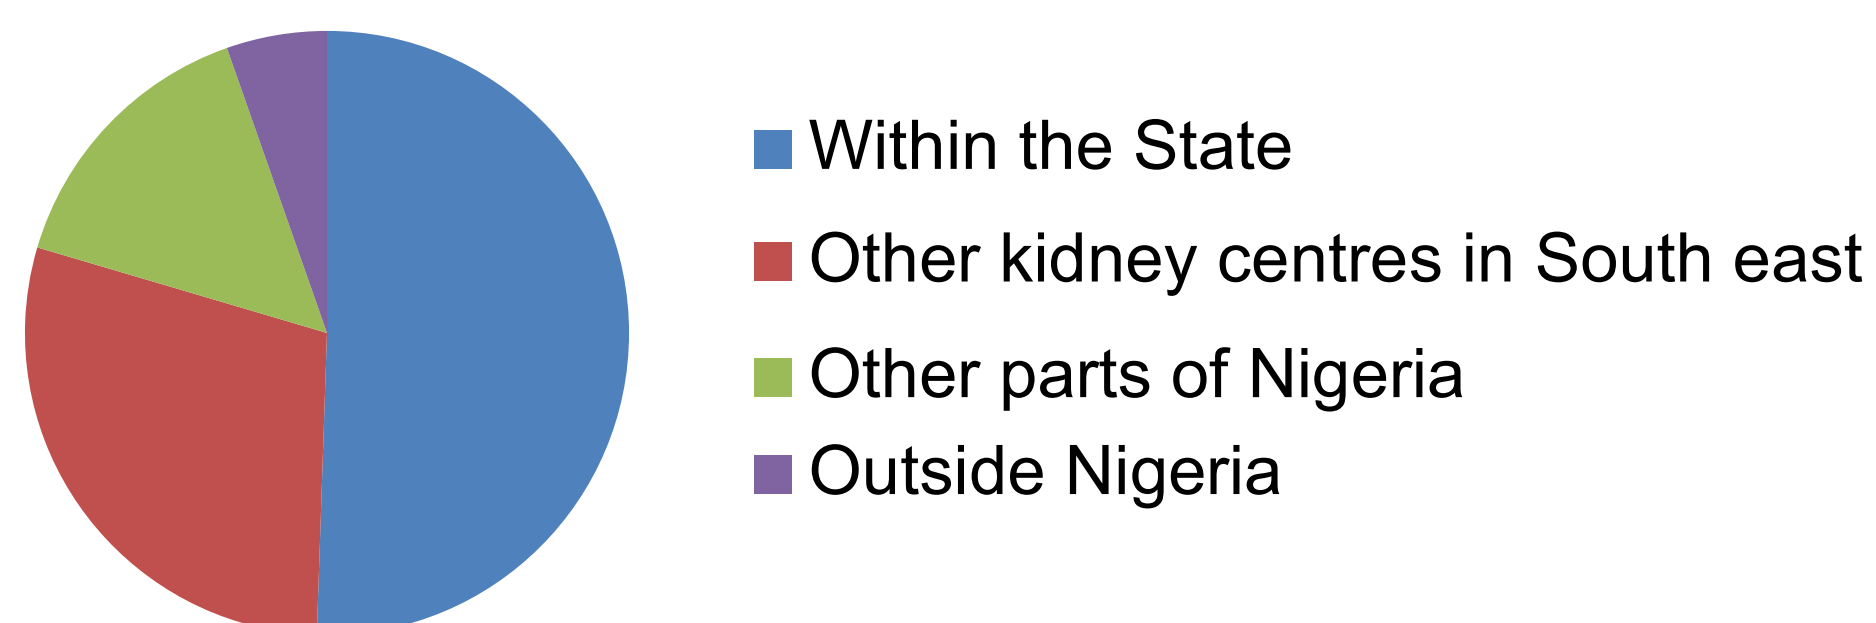 Within the State
Other kidney centres in South east
Other parts of Nigeria
Outside Nigeria